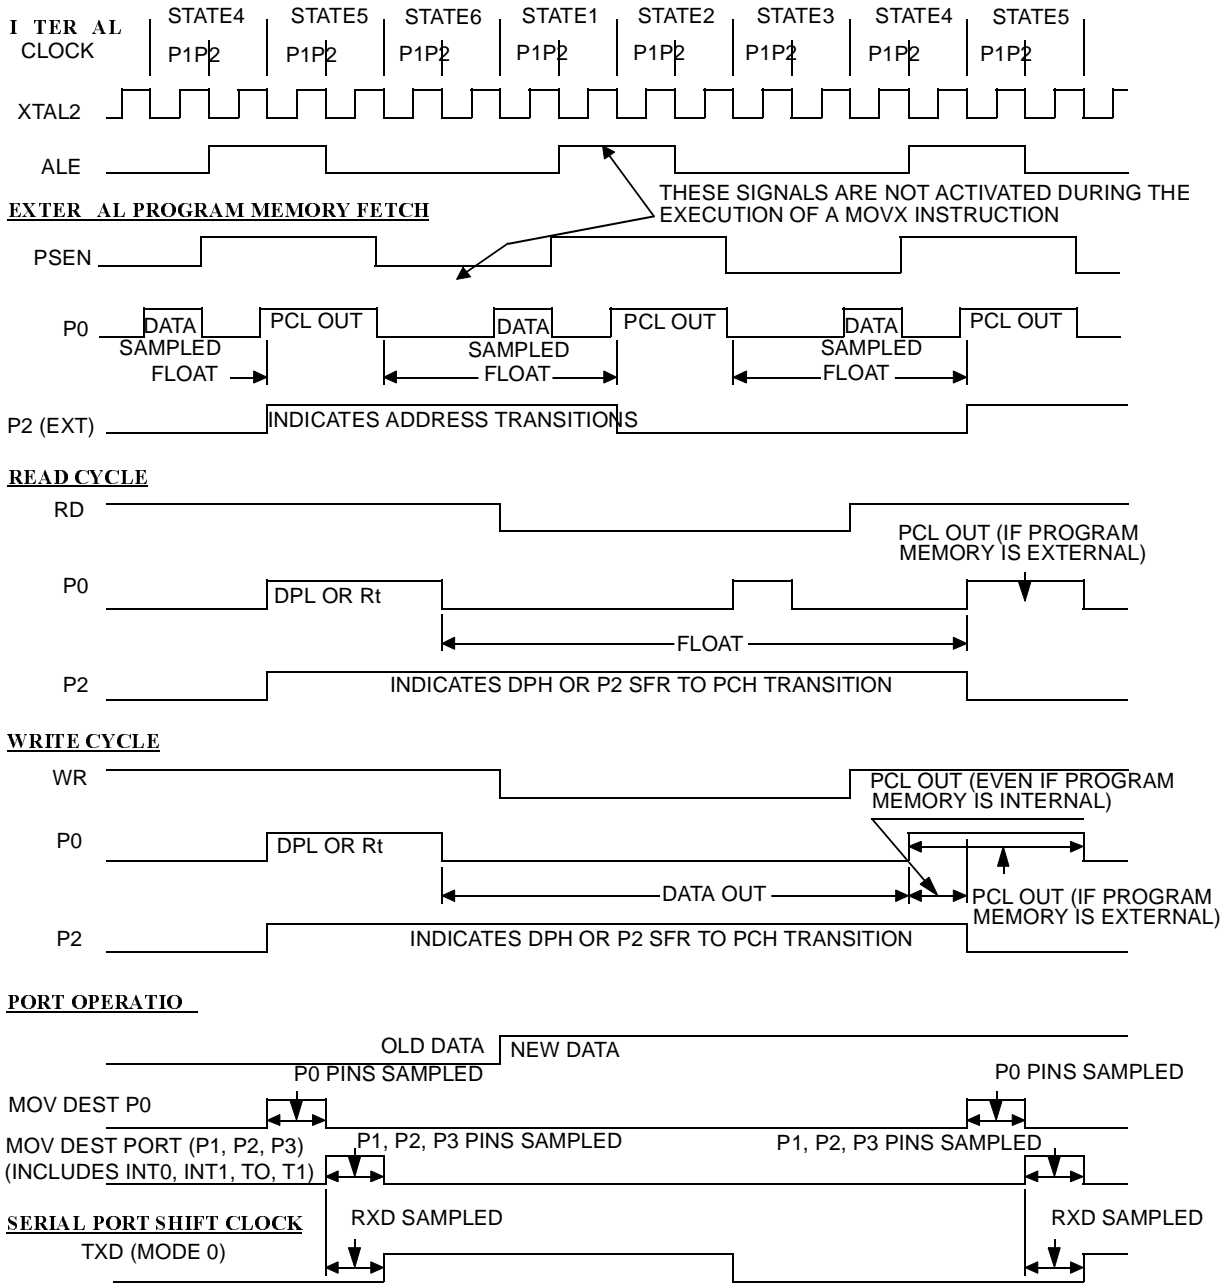 STATE4 STATE5 STATE6 STATE1 STATE2 STATE3 STATE4 STATE5
I TER AL
CLOCK
P1P2 P1P2 P1P2 P1P2 P1P2 P1P2 P1P2 P1P2
XTAL2
ALE
THESE SIGNALS ARE NOT ACTIVATED DURING THE
EXECUTION OF A MOVX INSTRUCTION
EXTER AL PROGRAM MEMORY FETCH
PSEN
P0
DATA PCL OUT DATA PCL OUT DATA PCL OUT
SAMPLED SAMPLED SAMPLED
FLOAT FLOAT FLOAT
P2 (EXT)
INDICATES ADDRESS TRANSITIONS
READ CYCLE
RD
PCL OUT (IF PROGRAM
MEMORY IS EXTERNAL)
P0
DPL OR Rt
FLOAT
P2
INDICATES DPH OR P2 SFR TO PCH TRANSITION
WRITE CYCLE
WR
PCL OUT (EVEN IF PROGRAM
MEMORY IS INTERNAL)
P0
DPL OR Rt
DATA OUT
PCL OUT (IF PROGRAM
MEMORY IS EXTERNAL)
P2
INDICATES DPH OR P2 SFR TO PCH TRANSITION
PORT OPERATIO
OLD DATA NEW DATA
P0 PINS SAMPLED P0 PINS SAMPLED
MOV DEST P0
MOV DEST PORT (P1, P2, P3)
P1, P2, P3 PINS SAMPLED P1, P2, P3 PINS SAMPLED
(INCLUDES INT0, INT1, TO, T1)
SERIAL PORT SHIFT CLOCK
RXD SAMPLED RXD SAMPLED
TXD (MODE 0)